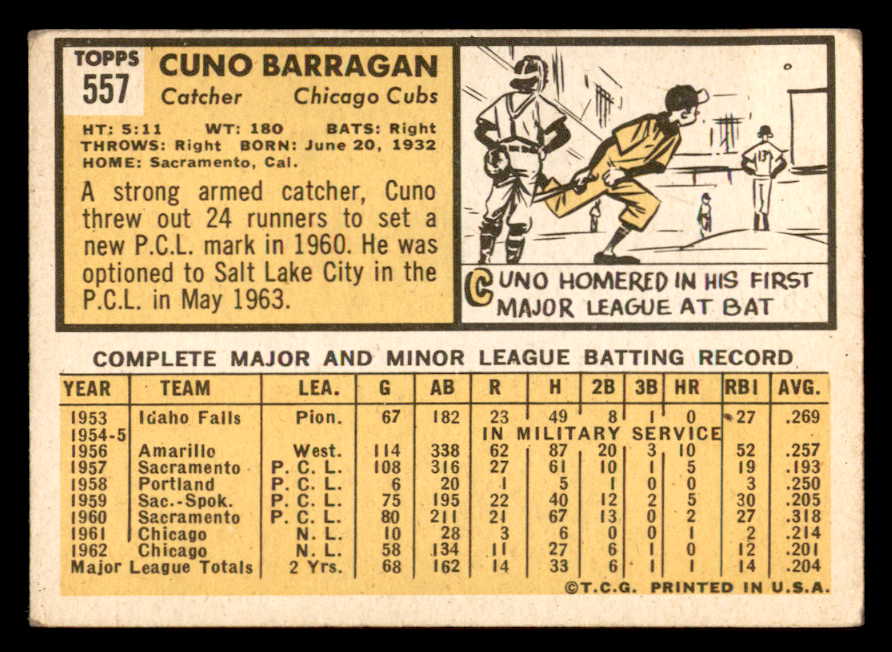 TOPPS
557
CUNO BARRAGAN
Catcher Chicago Cubs
HT: 5:11 WT: 180 BATS: Right
THROWS: Right BORN: June 20, 1932
HOME: Sacramento, Cal.
A strong armed catcher, Cuno
threw out 24 runners to set a
new P.C.L. mark in 1960. He was
optioned to Salt Lake City in the
P.C.L. in May 1963.
13
CUNO HOMERED IN HIS FIRST
MAJOR LEAGUE AT BAT
COMPLETE MAJOR AND MINOR LEAGUE BATTING RECORD
YEAR TEAM LEA. G AB R H 2B 3B HR RBI AVG.
1953 Idaho Falls Pion. 67 182 23 49 8 1 0 27 .269
1954-5 IN MILITARY SERVICE
1956 Amarillo West. 114 338 62 87 20 3 10 52 .257
1957 Sacramento P. C. L. 108 316 27 61 10 1 5 19 .193
1958 Portland P. C. L. 6 20 1 5 1 0 0 3 .250
1959 Sac.-Spok. P. C. L. 75 195 22 40 12 2 5 30 .205
1960 Sacramento P. C. L. 80 211 21 67 13 0 2 27 .318
1961 Chicago N. L. 10 28 3 6 0 0 1 2 .214
1962 Chicago N. L. 58 134 11 27 6 1 0 12 .201
Major League Totals 2 Yrs. 68 162 14 33 6 1 1 14 .204
©T.C.G. PRINTED IN U.S.A.